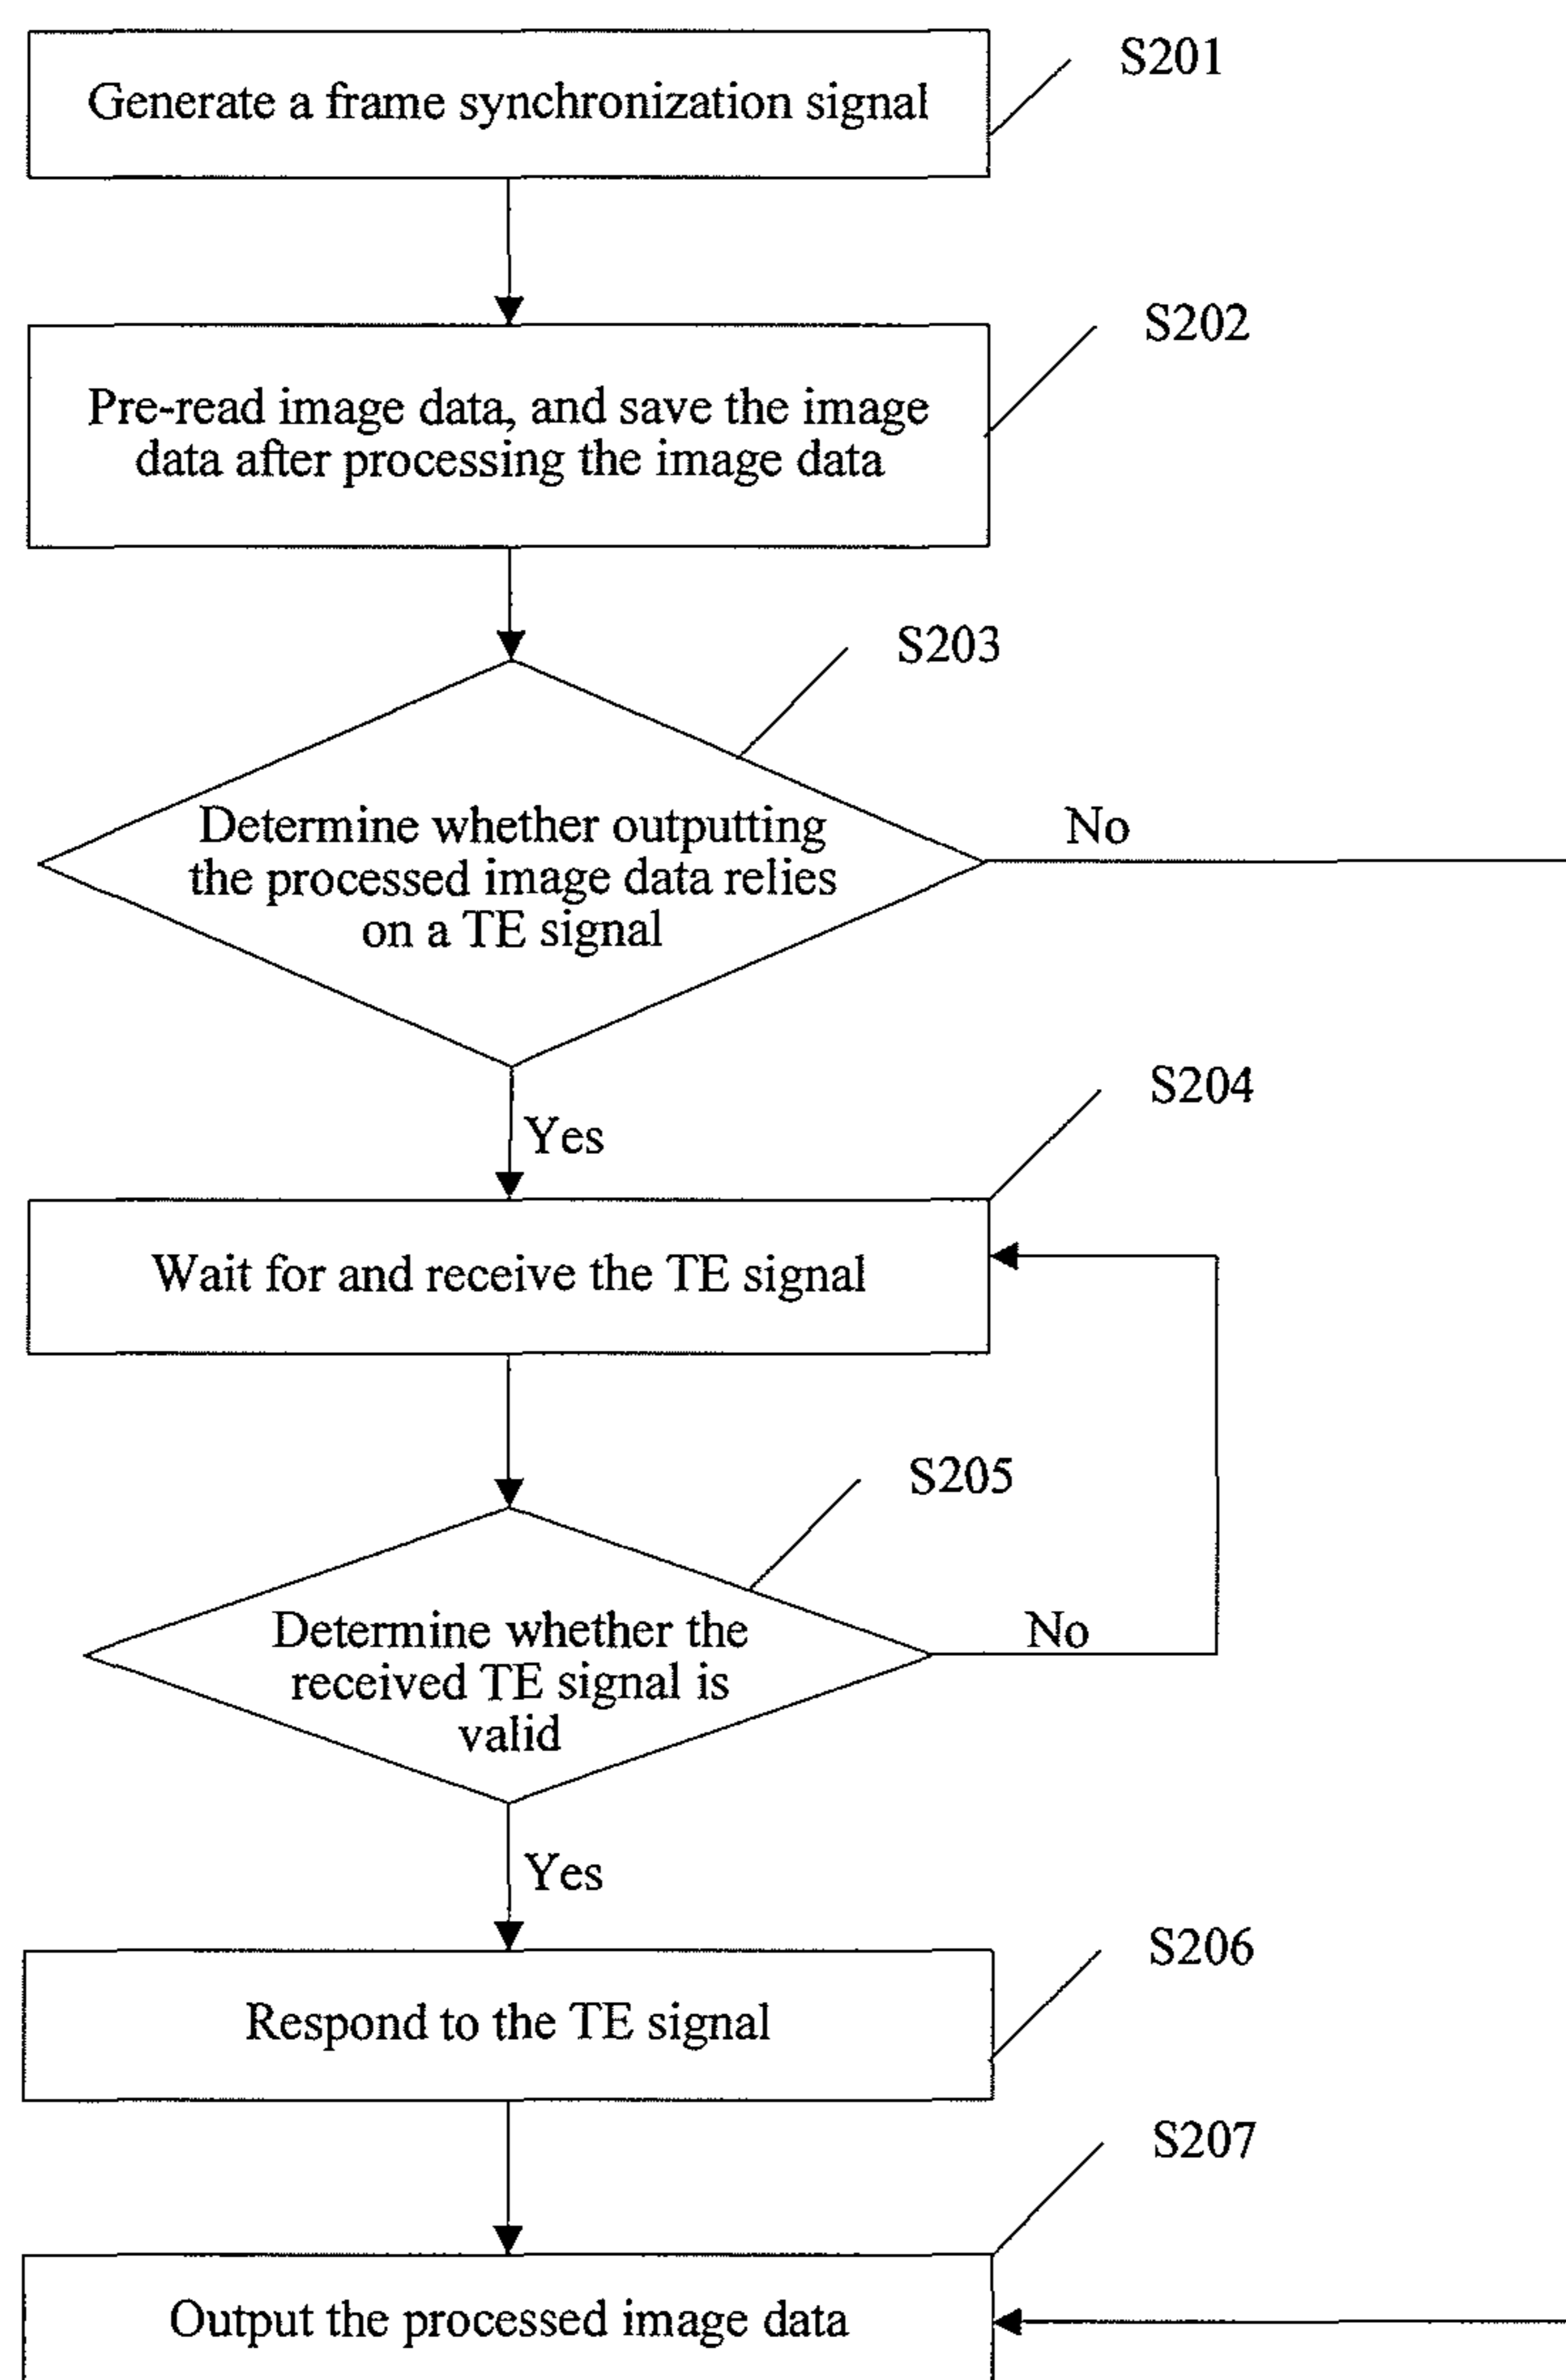 S201
Generate a frame synchronization signal
S202
Pre-read image data, and save the image
data after processing the image data
S203
Determine whether outputting
the processed image data relies
on a TE signal
No
Yes
S204
Wait for and receive the TE signal
S205
Determine whether the
received TE signal is
valid
No
Yes
S206
Respond to the TE signal
S207
Output the processed image data